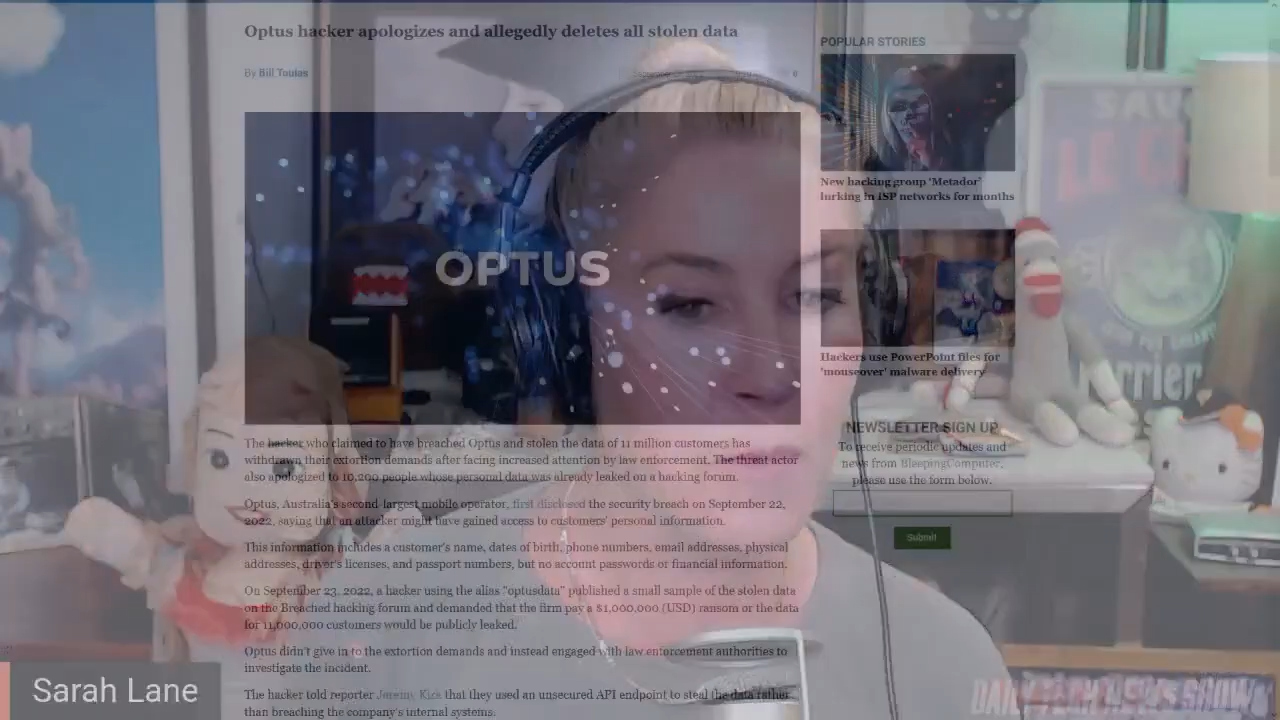 Optus hacker apologizes and allegedly deletes all stolen data
By Bill Toulas
0
OPTUS
The hacker who claimed to have breached Optus and stolen the data of 11 million customers has
withdrawn their extortion demands after facing increased attention by law enforcement. The threat actor
also apologized to 10,200 people whose personal data was already leaked on a hacking forum.
Optus, Australia's second-largest mobile operator, first disclosed the security breach on September 22,
2022, saying that an attacker might have gained access to customers' personal information.
This information includes a customer's name, dates of birth, phone numbers, email addresses, physical
addresses, driver's licenses, and passport numbers, but no account passwords or financial information.
On September 23, 2022, a hacker using the alias "optusdata" published a small sample of the stolen data
on the Breached hacking forum and demanded that the firm pay a $1,000,000 (USD) ransom or the data
for 11,000,000 customers would be publicly leaked.
Optus didn't give in to the extortion demands and instead engaged with law enforcement authorities to
investigate the incident.
The hacker told reporter Jeremy Kirk that they used an unsecured API endpoint to steal the data rather
than breaching the company's internal systems.
POPULAR STORIES
New hacking group 'Metador'
lurking in ISP networks for months
Hackers use PowerPoint files for
'mouseover' malware delivery
NEWSLETTER SIGN UP
To receive periodic updates and
news from BleepingComputer,
please use the form below.
Submit
Sarah Lane
DAILY TECH NEWS SHOW